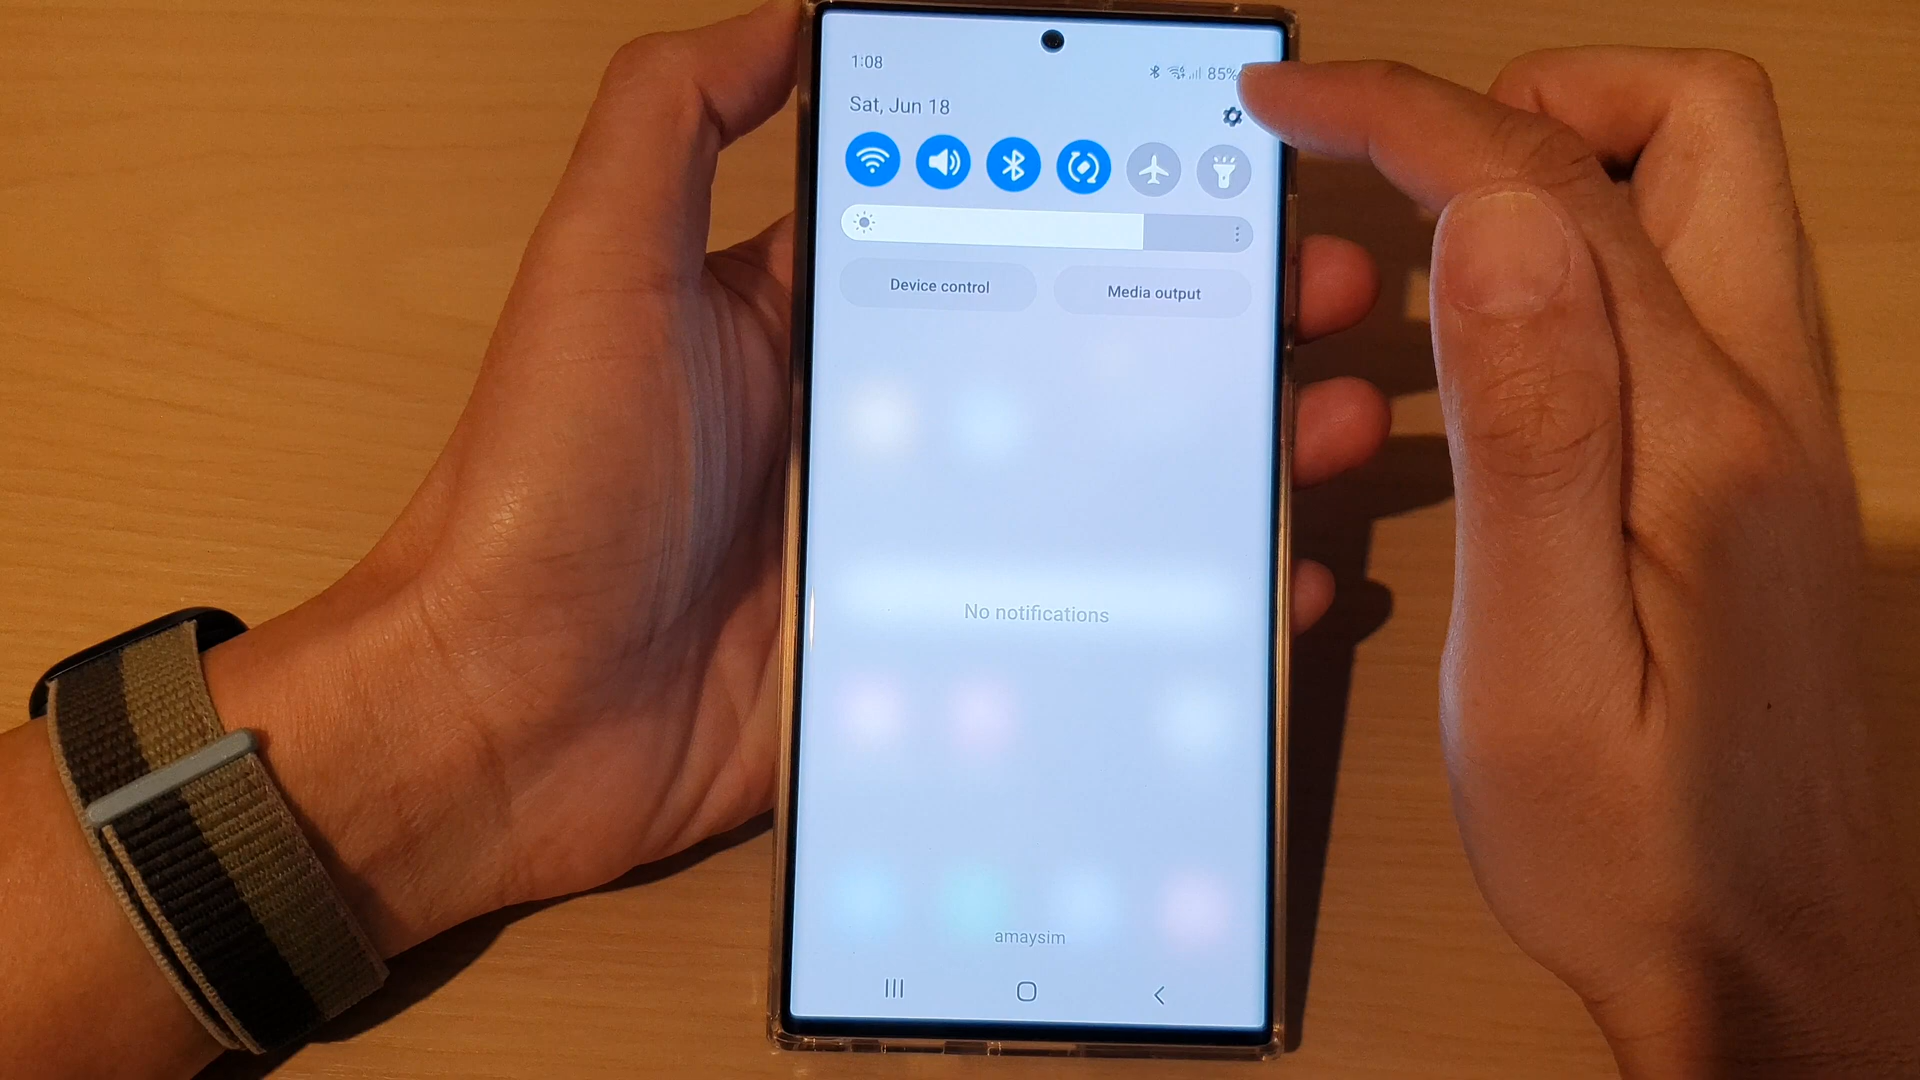 1:08
85%
Sat, Jun 18
Device control
Media output
No notifications
amaysim